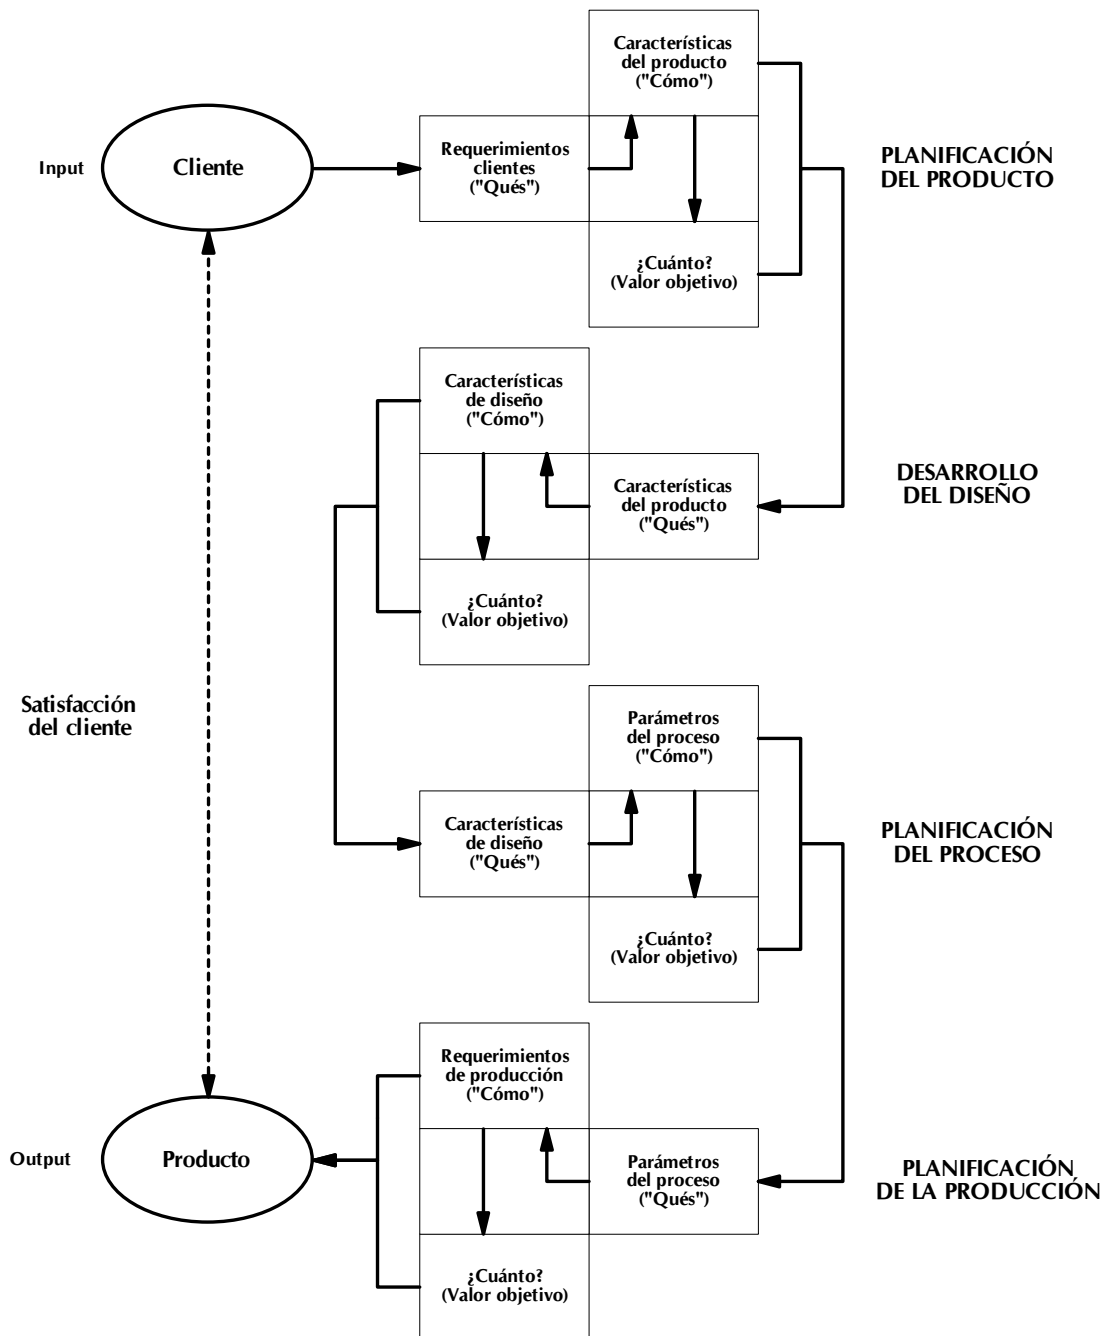 Características
del producto
("Cómo")
Input
Cliente
Requerimientos
clientes
("Qués")
PLANIFICACIÓN
DEL PRODUCTO
¿Cuánto?
(Valor objetivo)
Características
de diseño
("Cómo")
Características
del producto
("Qués")
DESARROLLO
DEL DISEÑO
¿Cuánto?
(Valor objetivo)
Satisfacción
del cliente
Parámetros
del proceso
("Cómo")
Características
de diseño
("Qués")
PLANIFICACIÓN
DEL PROCESO
¿Cuánto?
(Valor objetivo)
Requerimientos
de producción
("Cómo")
Output
Producto
Parámetros
del proceso
("Qués")
PLANIFICACIÓN
DE LA PRODUCCIÓN
¿Cuánto?
(Valor objetivo)